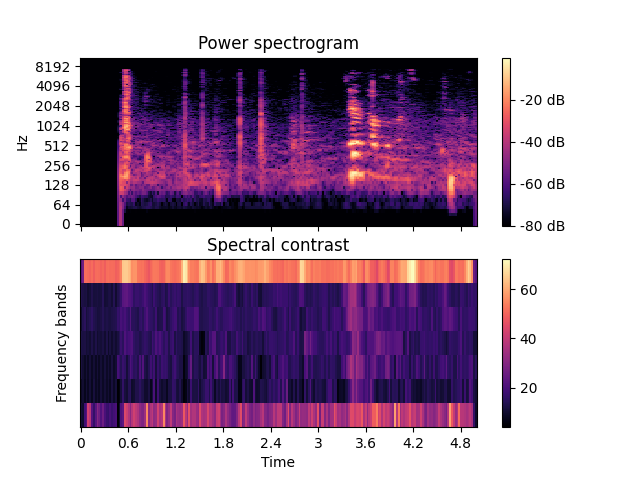 Power spectrogram
Hz
8192
4096
2048
1024
512
256
128
64
0
-20 dB
-40 dB
-60 dB
-80 dB
Spectral contrast
Frequency bands
60
40
20
0 0.6 1.2 1.8 2.4 3 3.6 4.2 4.8
Time